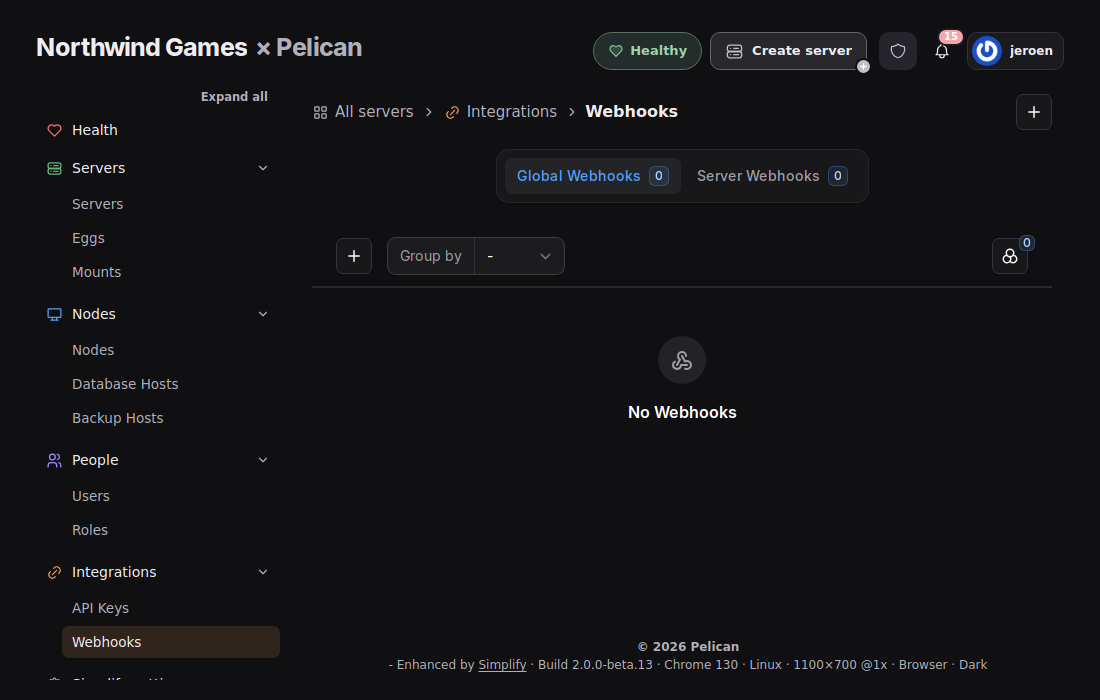 Northwind Games × Pelican
Healthy
Create server
15
jeroen
Expand all
Health
Servers
Servers
Eggs
Mounts
Nodes
Nodes
Database Hosts
Backup Hosts
People
Users
Roles
Integrations
API Keys
Webhooks
All servers > Integrations > Webhooks
Global Webhooks 0
Server Webhooks 0
Group by -
0
No Webhooks
© 2026 Pelican
- Enhanced by Simplify · Build 2.0.0-beta.13 · Chrome 130 · Linux · 1100×700 @1x · Browser · Dark